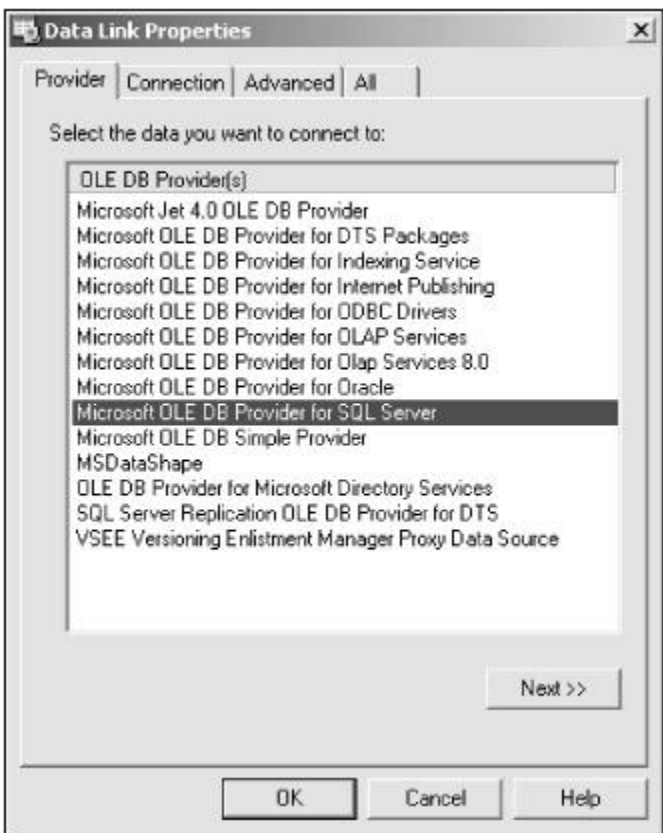 Data Link Properties
Provider Connection Advanced All
Select the data you want to connect to:
OLE DB Provider(s)
Microsoft Jet 4.0 OLE DB Provider
Microsoft OLE DB Provider for DTS Packages
Microsoft OLE DB Provider for Indexing Service
Microsoft OLE DB Provider for Internet Publishing
Microsoft OLE DB Provider for ODBC Drivers
Microsoft OLE DB Provider for OLAP Services
Microsoft OLE DB Provider for Olap Services 8.0
Microsoft OLE DB Provider for Oracle
Microsoft OLE DB Provider for SQL Server
Microsoft OLE DB Simple Provider
MSDataShape
OLE DB Provider for Microsoft Directory Services
SQL Server Replication OLE DB Provider for DTS
VSEE Versioning Enlistment Manager Proxy Data Source
Next >>
OK Cancel Help